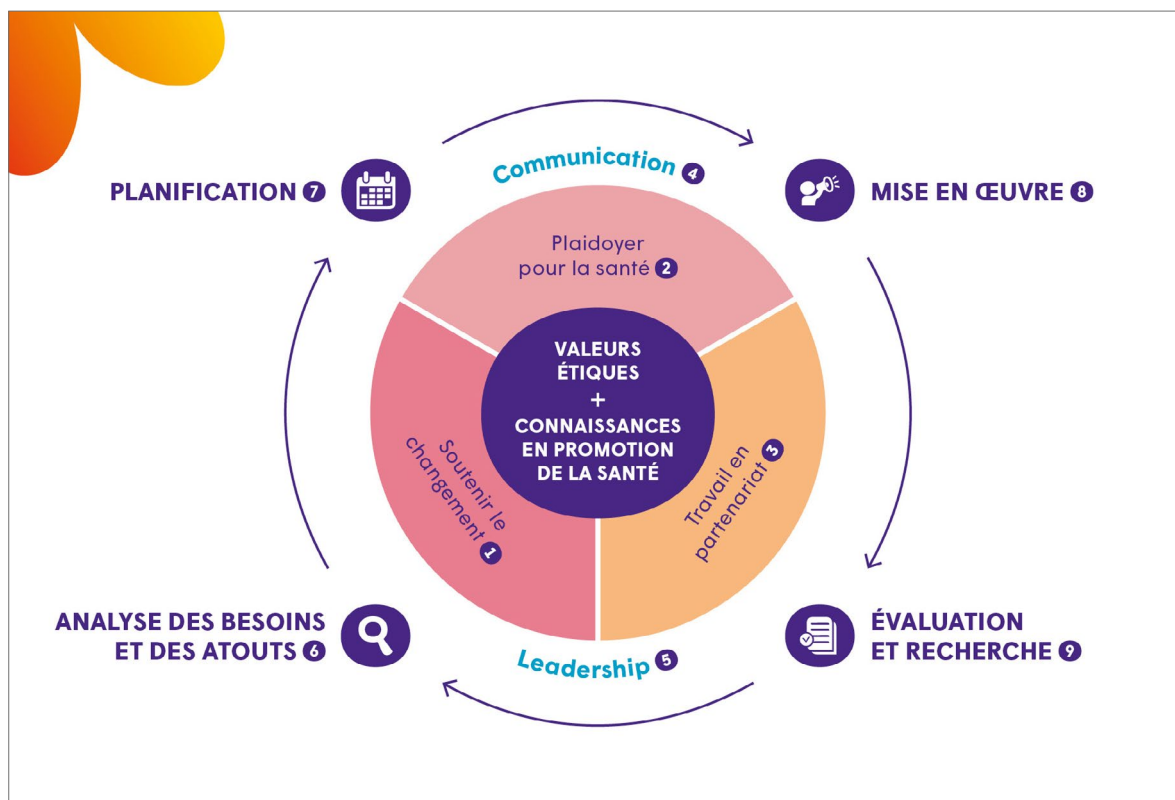 Communication 4
PLANIFICATION 7
MISE EN ŒUVRE 8
Plaidoyer
pour la santé 2
VALEURS
ÉTIQUES
+
CONNAISSANCES
EN PROMOTION
DE LA SANTÉ
Soutenir le
changement 1
Travail en
partenariat 3
ANALYSE DES BESOINS
ET DES ATOUTS 6
ÉVALUATION
ET RECHERCHE 9
Leadership 5